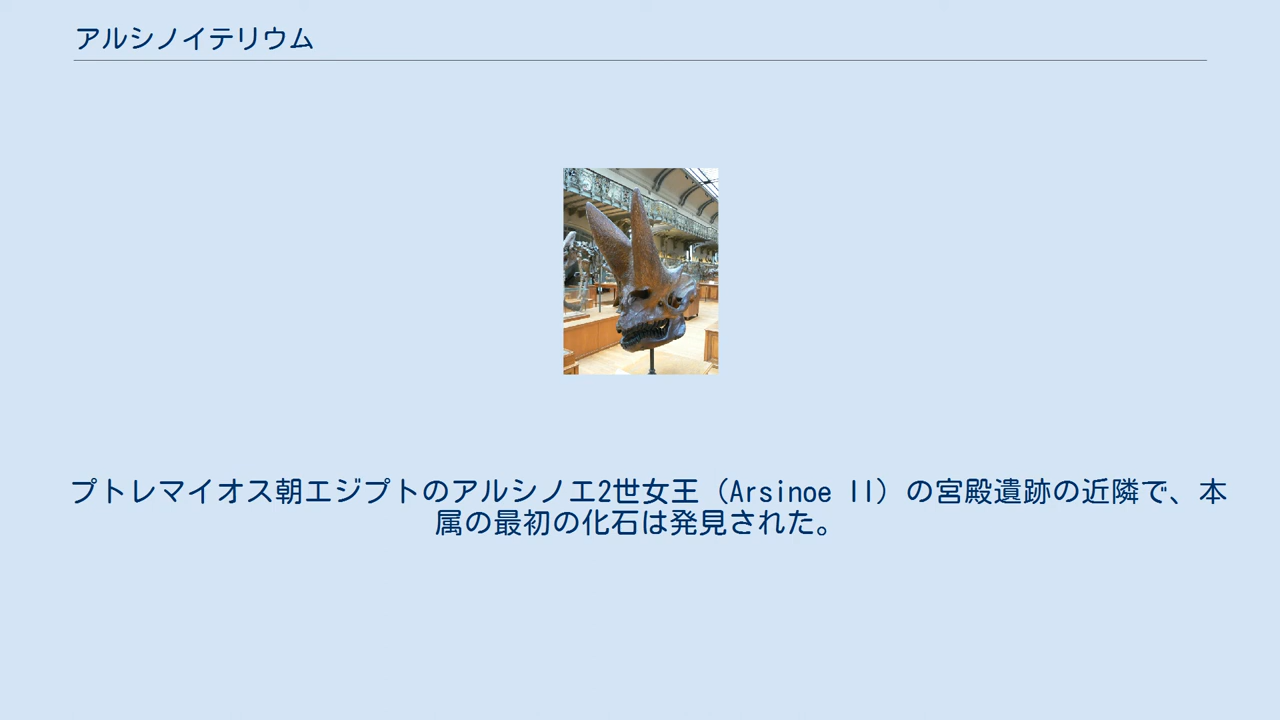 アルシノイテリウム
プトレマイオス朝エジプトのアルシノエ2世女王（Arsinoe II）の宮殿遺跡の近隣で、本
属の最初の化石は発見された。